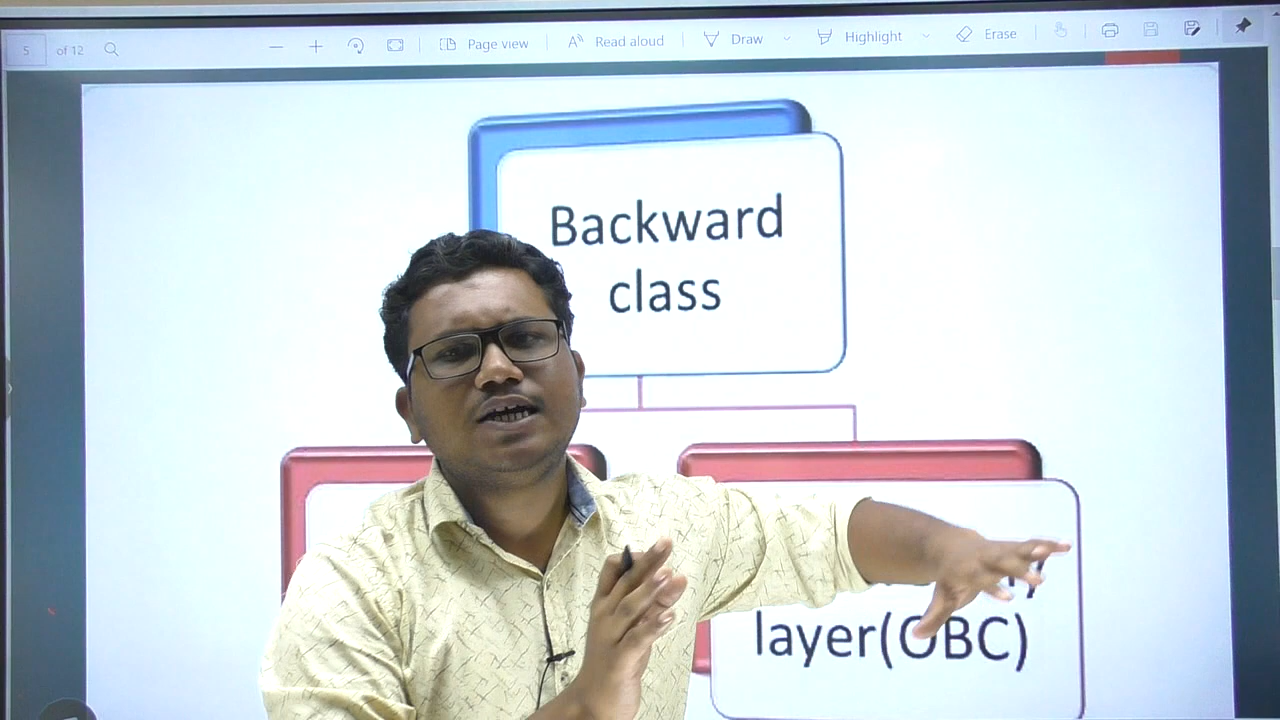 5 of 12 Page view Read aloud Draw Highlight Erase
Backward
class
layer(OBC)